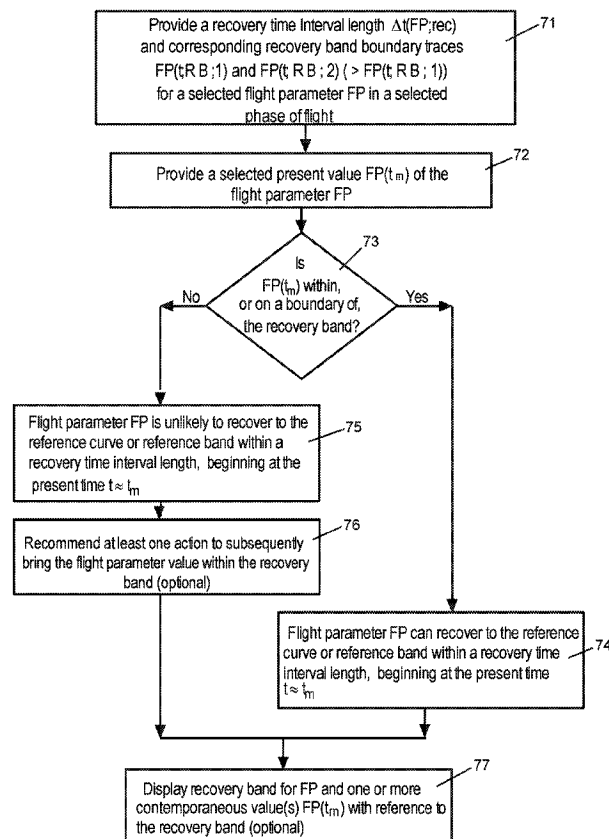 Provide a recovery time Interval length Δt(FP;rec)
and corresponding recovery band boundary traces
FP(t;R B ; 1) and FP(t; R B ; 2) ( > FP(t; R B ; 1))
for a selected flight parameter FP in a selected
phase of flight
71
Provide a selected present value FP(tm) of the
flight parameter FP
72
Is
FP(tm) within,
or on a boundary of,
the recovery band?
73
No
Yes
Flight parameter FP is unlikely to recover to the
reference curve or reference band within a
recovery time interval length, beginning at the
present time t ≈ tm
75
Recommend at least one action to subsequently
bring the flight parameter value within the recovery
band (optional)
76
Flight parameter FP can recover to the reference
curve or reference band within a recovery time
interval length, beginning at the present time
t ≈ tm
74
Display recovery band for FP and one or more
contemporaneous value(s) FP(tm) with reference to
the recovery band (optional)
77